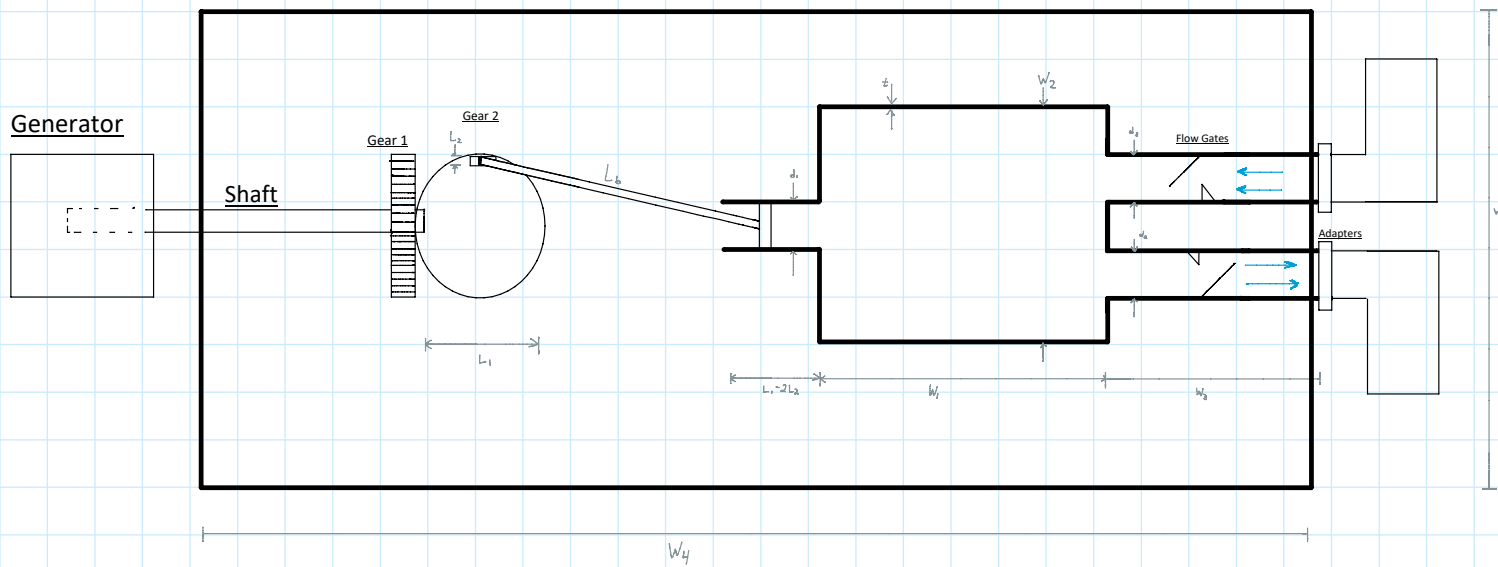 Generator
Shaft
Gear 1
Gear 2
L₂
L₁
L₆
d₁
L₁-2L₂
t
W₂
W₁
d₂
Flow Gates
d₂
Adapters
W₃
W₄